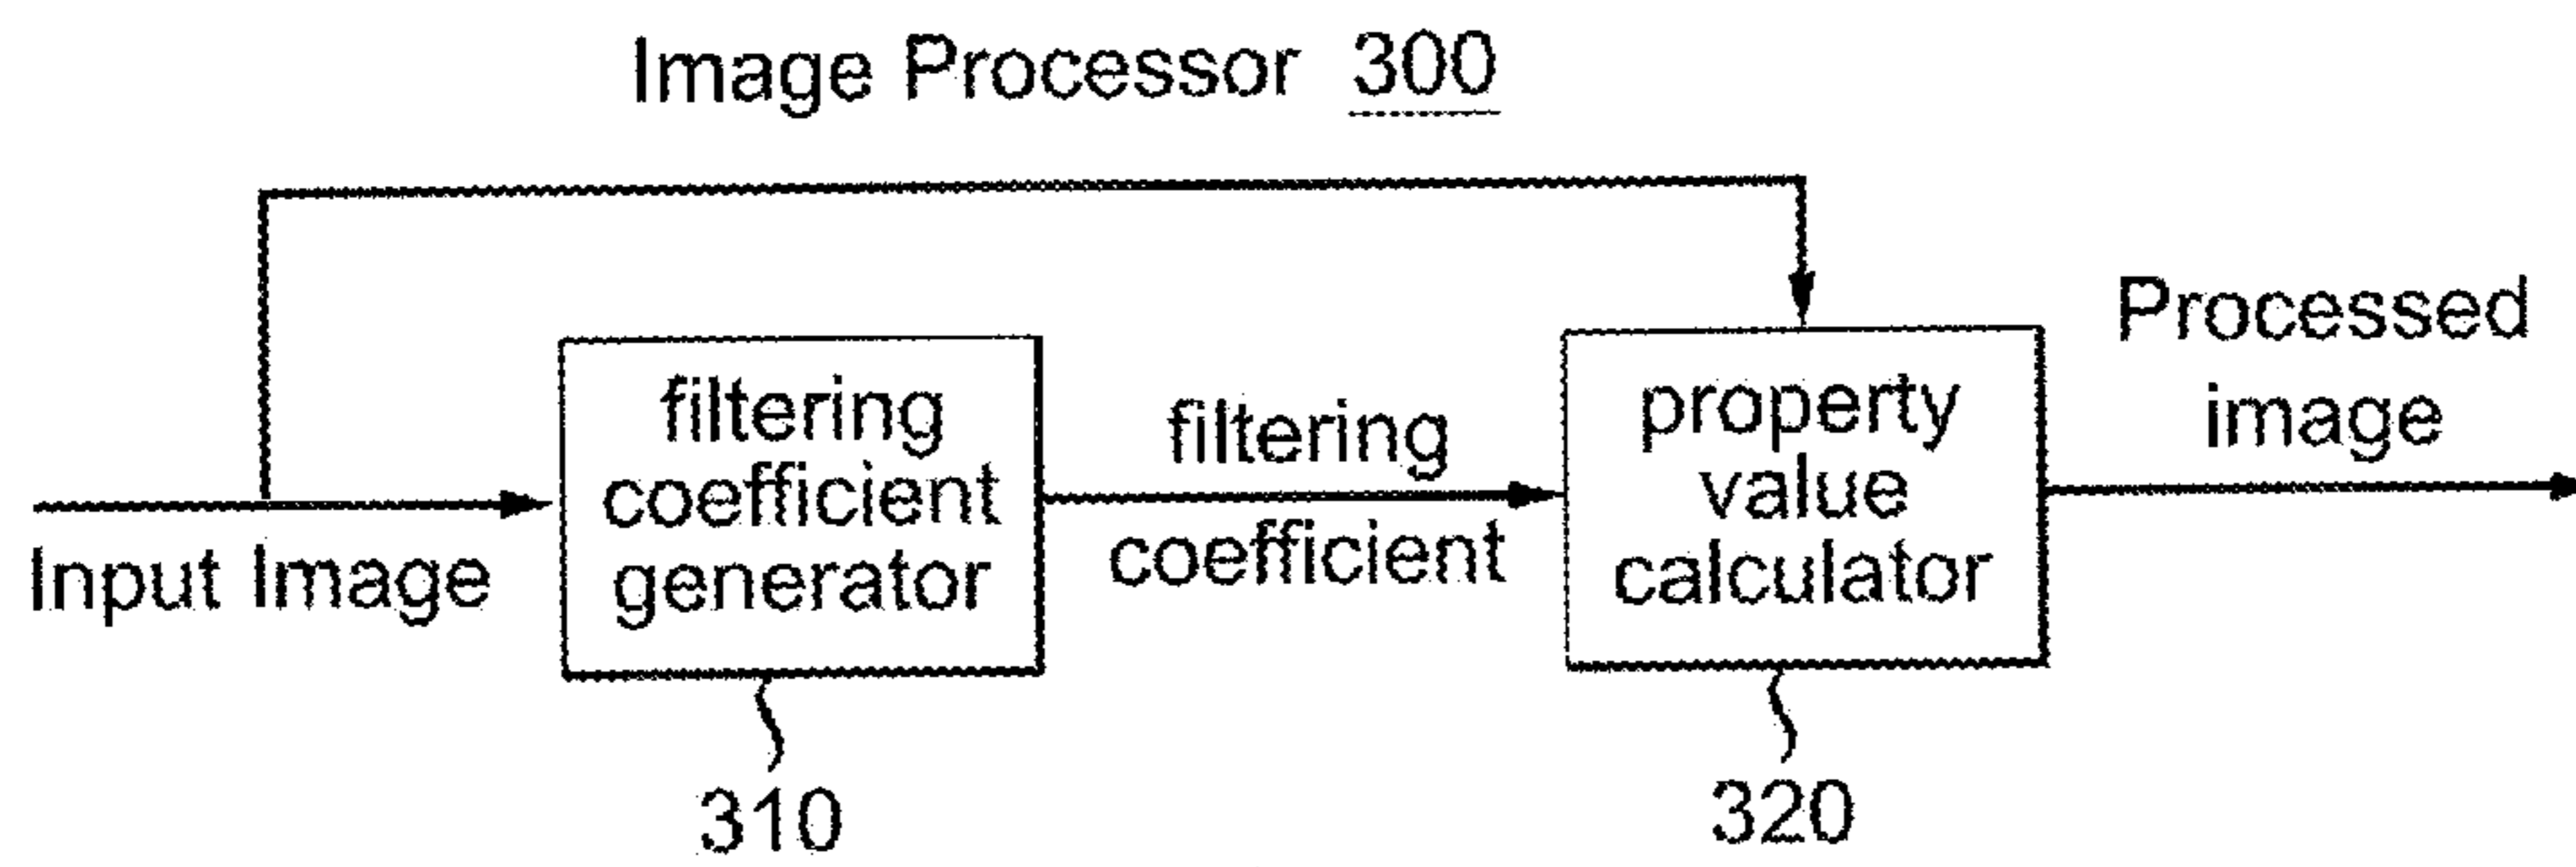 Image Processor 300
Input Image
filtering
coefficient
generator
310
filtering
coefficient
property
value
calculator
320
Processed
image